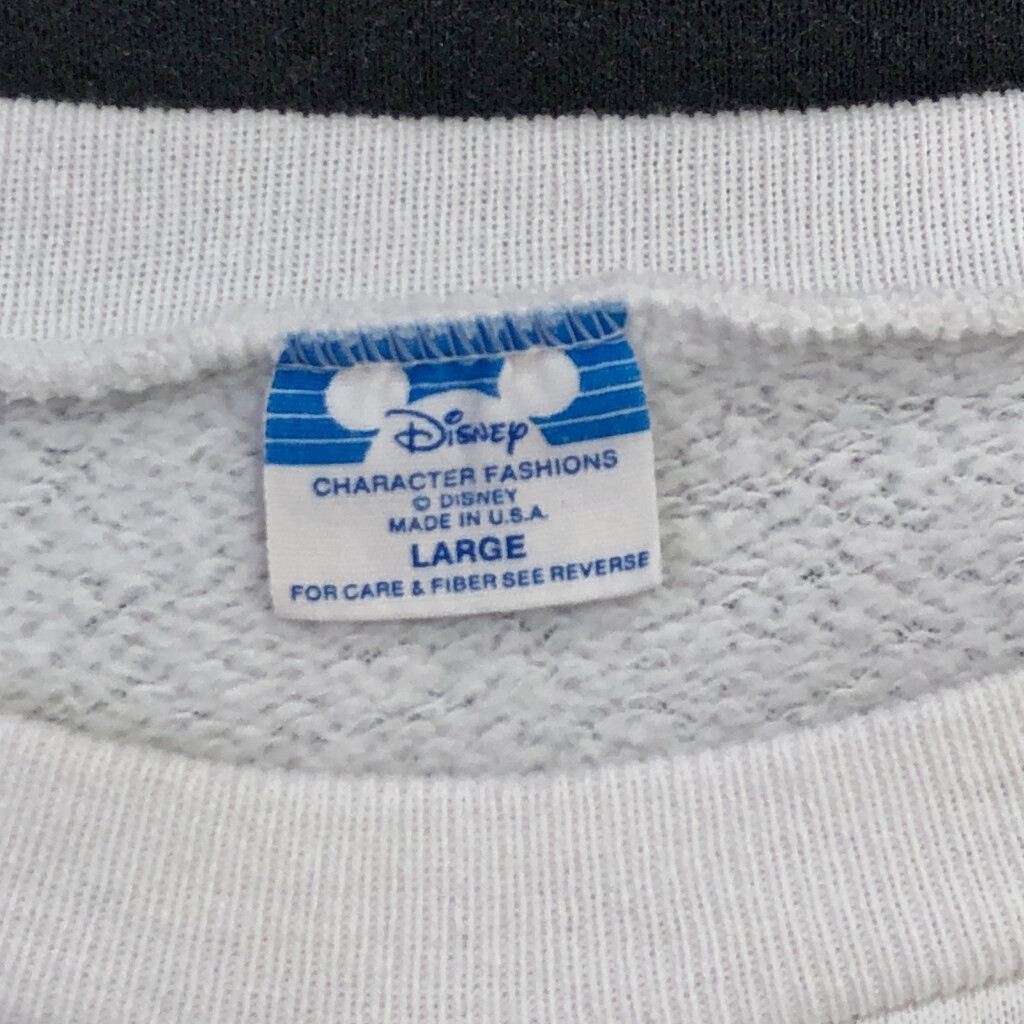 Disney
CHARACTER FASHIONS
© DISNEY
MADE IN U.S.A.
LARGE
FOR CARE & FIBER SEE REVERSE